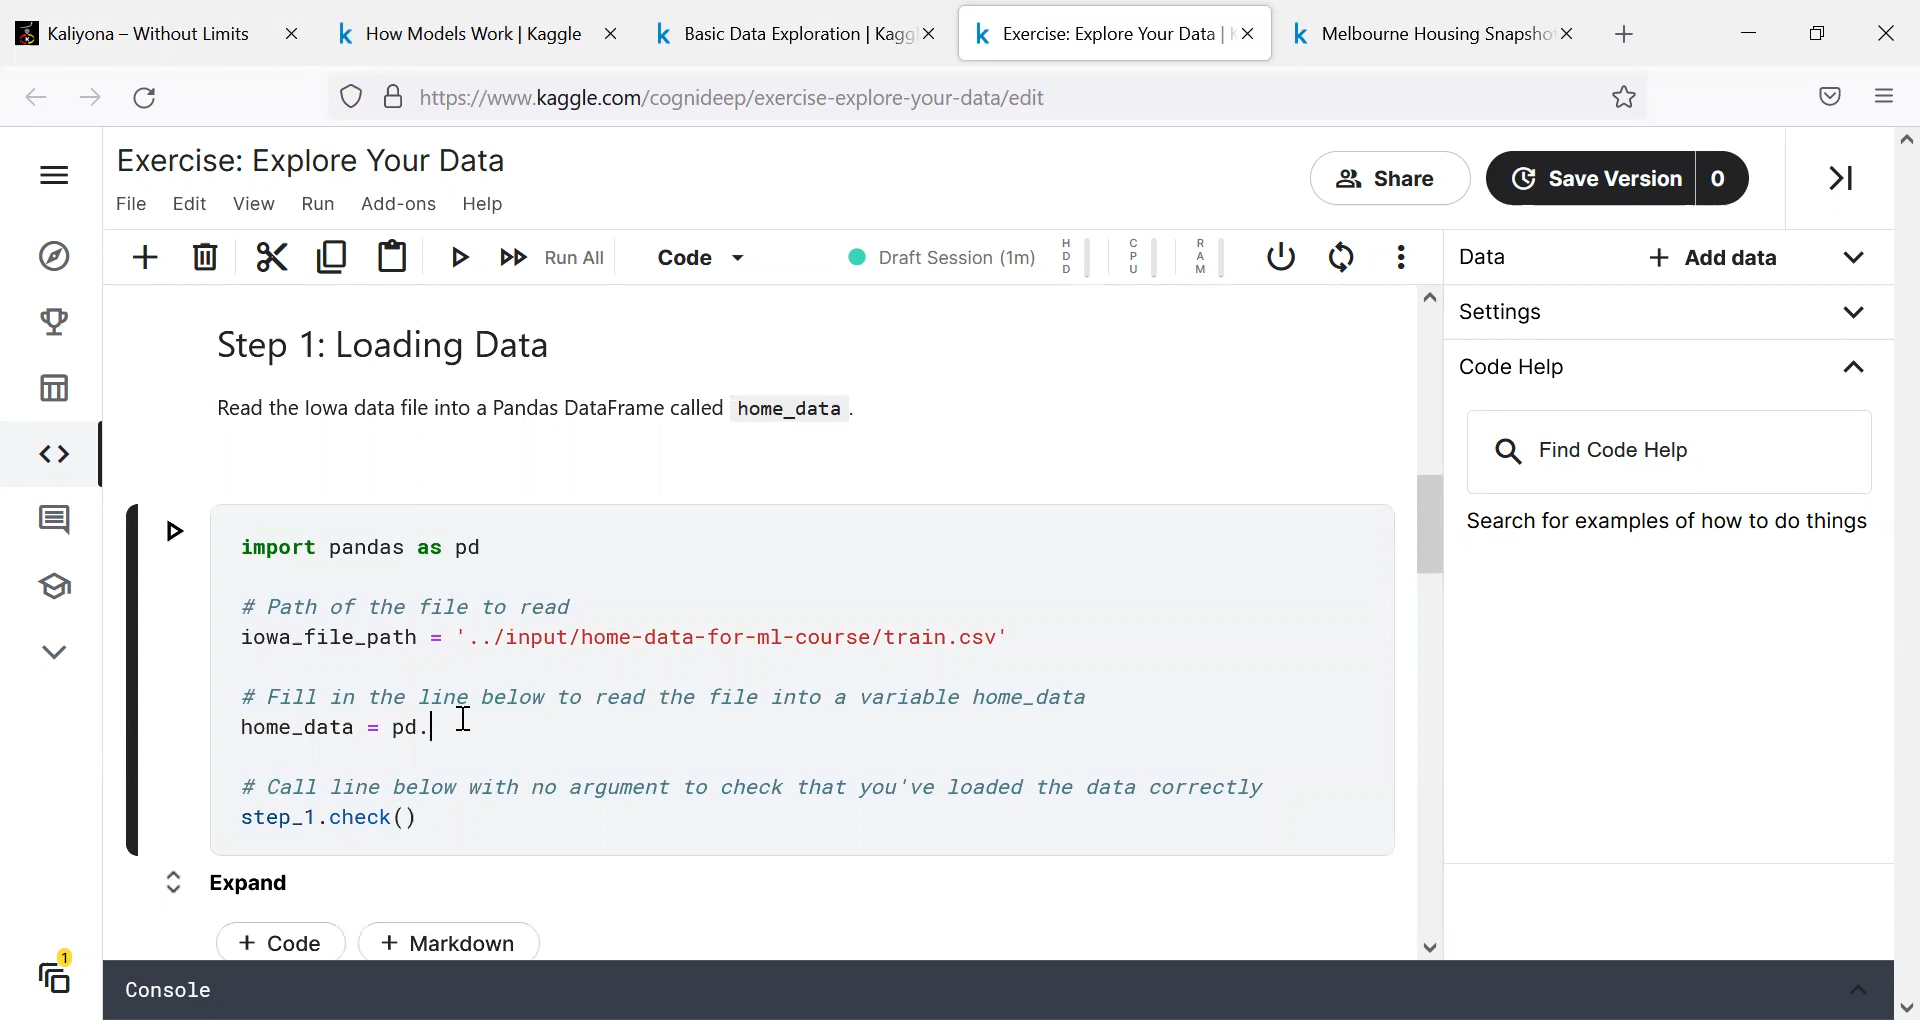 Kaliyona – Without Limits
How Models Work | Kaggle
Basic Data Exploration | Kagg
Exercise: Explore Your Data |
Melbourne Housing Snapsho
https://www.kaggle.com/cognideep/exercise-explore-your-data/edit
Exercise: Explore Your Data
File Edit View Run Add-ons Help
Share
Save Version 0
Run All
Code
Draft Session (1m)
HDD
CPU
RAM
Data
+ Add data
Settings
Code Help
Find Code Help
Search for examples of how to do things
Step 1: Loading Data
Read the Iowa data file into a Pandas DataFrame called home_data .
import pandas as pd
# Path of the file to read
iowa_file_path = '../input/home-data-for-ml-course/train.csv'
# Fill in the line below to read the file into a variable home_data
home_data = pd.
# Call line below with no argument to check that you've loaded the data correctly
step_1.check()
Expand
+ Code + Markdown
1
Console